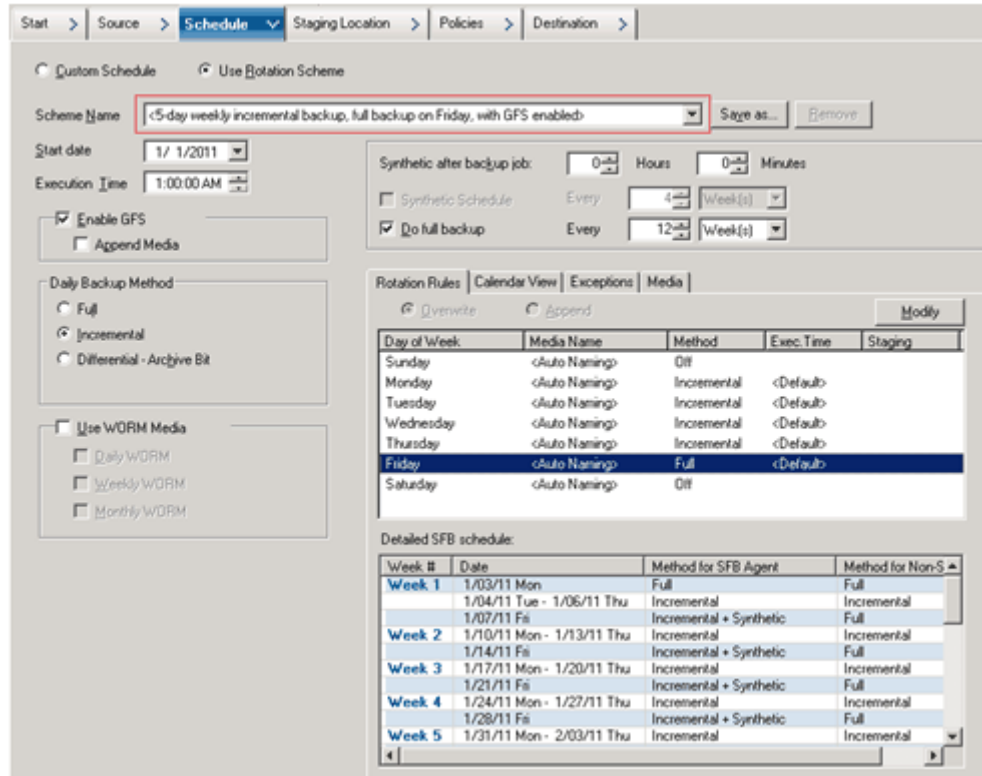 Start > Source > Schedule Staging Location > Policies > Destination >
Custom Schedule Use Rotation Scheme
Scheme Name <5-day weekly incremental backup, full backup on Friday, with GFS enabled> Save as... Remove
Start date 1/ 1/2011
Execution Time 1:00:00 AM
Enable GFS
Append Media
Daily Backup Method
Full
Incremental
Differential - Archive Bit
Use WORM Media
Daily WORM
Weekly WORM
Monthly WORM
Synthetic after backup job: 0 Hours 0 Minutes
Synthetic Schedule Every 4 Week(s)
Do full backup Every 12 Week(s)
Rotation Rules Calendar View Exceptions Media
Overwrite Append Modify
Day of Week Media Name Method Exec.Time Staging
Sunday <Auto Naming> Off
Monday <Auto Naming> Incremental <Default>
Tuesday <Auto Naming> Incremental <Default>
Wednesday <Auto Naming> Incremental <Default>
Thursday <Auto Naming> Incremental <Default>
Friday <Auto Naming> Full <Default>
Saturday <Auto Naming> Off
Detailed SFB schedule:
Week # Date Method for SFB Agent Method for Non-S
Week 1 1/03/11 Mon Full Full
1/04/11 Tue - 1/06/11 Thu Incremental Incremental
1/07/11 Fri Incremental + Synthetic Full
Week 2 1/10/11 Mon - 1/13/11 Thu Incremental Incremental
1/14/11 Fri Incremental + Synthetic Full
Week 3 1/17/11 Mon - 1/20/11 Thu Incremental Incremental
1/21/11 Fri Incremental + Synthetic Full
Week 4 1/24/11 Mon - 1/27/11 Thu Incremental Incremental
1/28/11 Fri Incremental + Synthetic Full
Week 5 1/31/11 Mon - 2/03/11 Thu Incremental Incremental